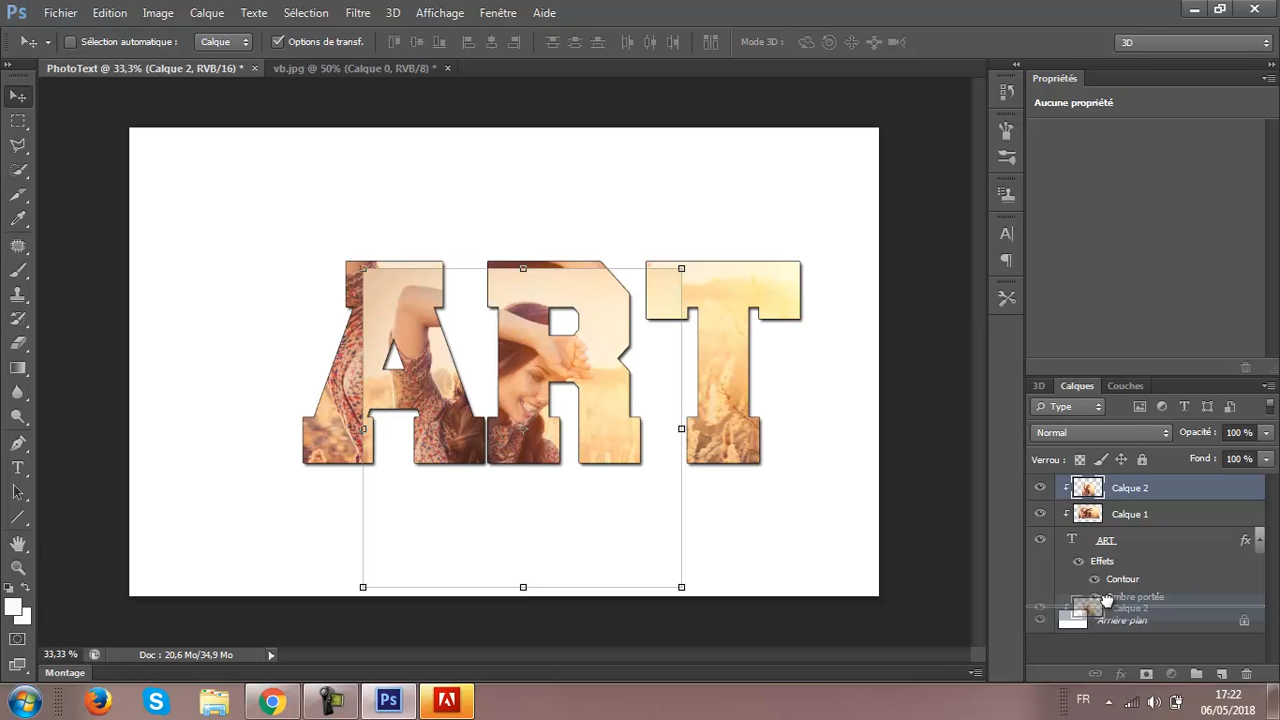 Ps Fichier Edition Image Calque Texte Sélection Filtre 3D Affichage Fenêtre Aide
Sélection automatique : Calque Options de transf. Mode 3D : 3D
PhotoText @ 33,3% (Calque 2, RVB/16) * × vb.jpg @ 50% (Calque 0, RVB/8) * ×
Propriétés
Aucune propriété
ART
3D Calques Couches
Type
Normal Opacité : 100 %
Verrou : Fond : 100 %
Calque 2
Calque 1
T ART fx
Effets
Contour
Ombre portée
Calque 2
Arrière-plan
33,33 % Doc : 20,6 Mo/34,9 Mo
Montage
FR 17:22
06/05/2018